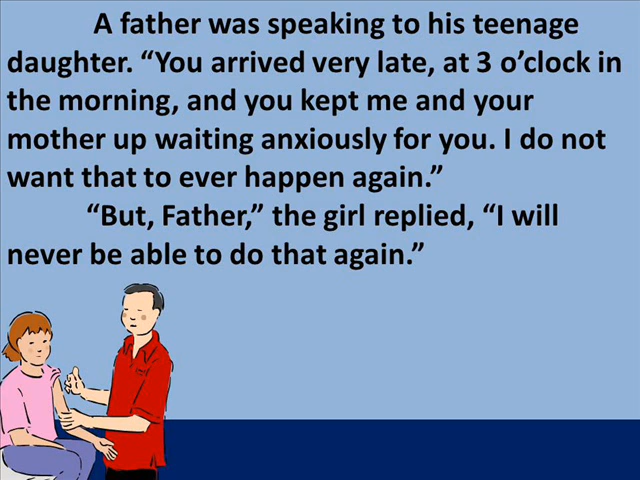 A father was speaking to his teenage
daughter. “You arrived very late, at 3 o’clock in
the morning, and you kept me and your
mother up waiting anxiously for you. I do not
want that to ever happen again.”
“But, Father,” the girl replied, “I will
never be able to do that again.”